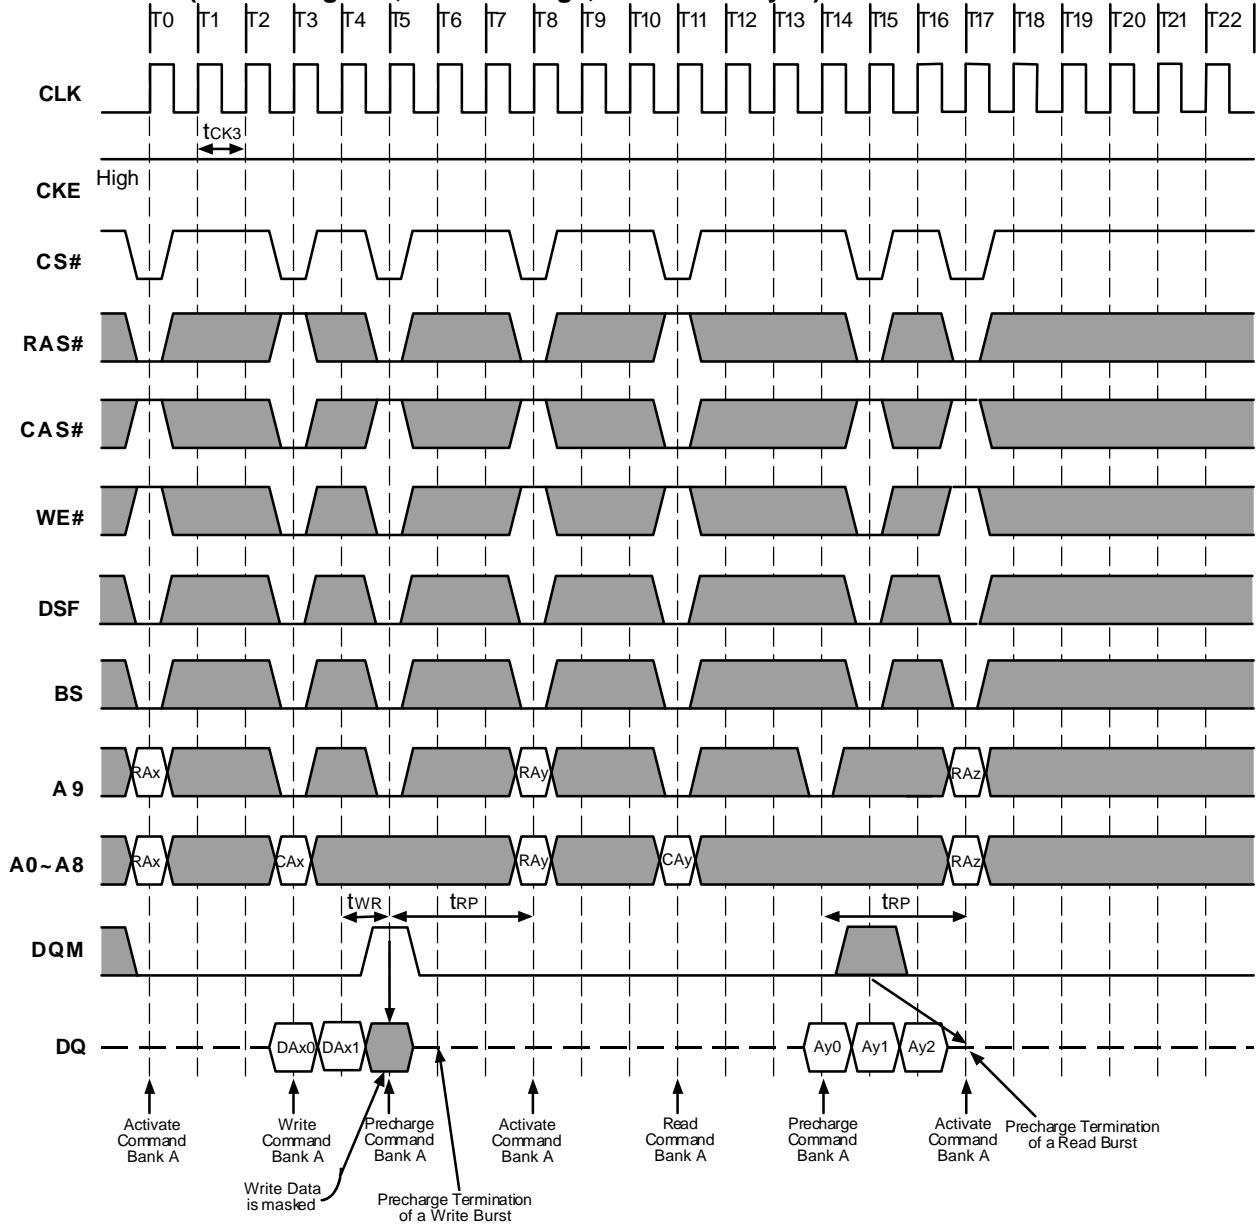 T0 T1 T2 T3 T4 T5 T6 T7 T8 T9 T10 T11 T12 T13 T14 T15 T16 T17 T18 T19 T20 T21 T22
CLK
tCK3
High
CKE
CS#
RAS#
CAS#
WE#
DSF
BS
RAx RAy RAz
A9
RAx CAx RAy CAy RAz
A0~A8
tWR tRP tRP
DQM
DQ
DAx0 DAx1 Ay0 Ay1 Ay2
Activate
Command
Bank A
Write
Command
Bank A
Precharge
Command
Bank A
Activate
Command
Bank A
Read
Command
Bank A
Precharge
Command
Bank A
Activate
Command
Bank A
Precharge Termination
of a Read Burst
Write Data
is masked
Precharge Termination
of a Write Burst